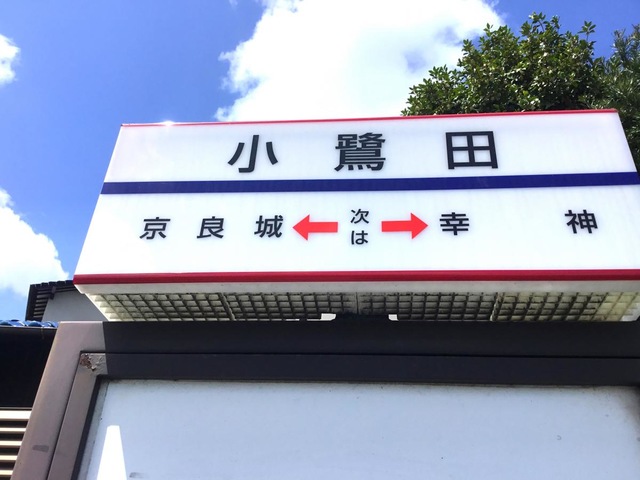 小鷺田
京良城 ← 次は → 幸神